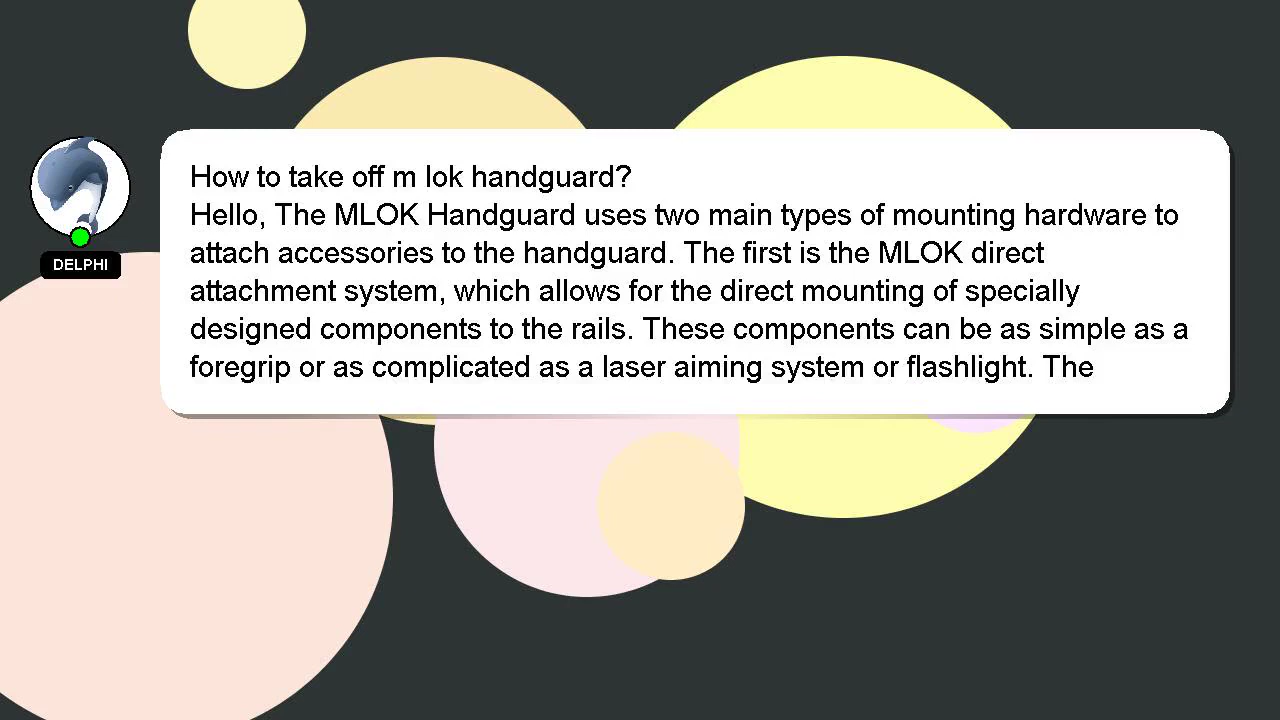 How to take off m lok handguard?
Hello, The MLOK Handguard uses two main types of mounting hardware to
attach accessories to the handguard. The first is the MLOK direct
attachment system, which allows for the direct mounting of specially
designed components to the rails. These components can be as simple as a
foregrip or as complicated as a laser aiming system or flashlight. The
DELPHI